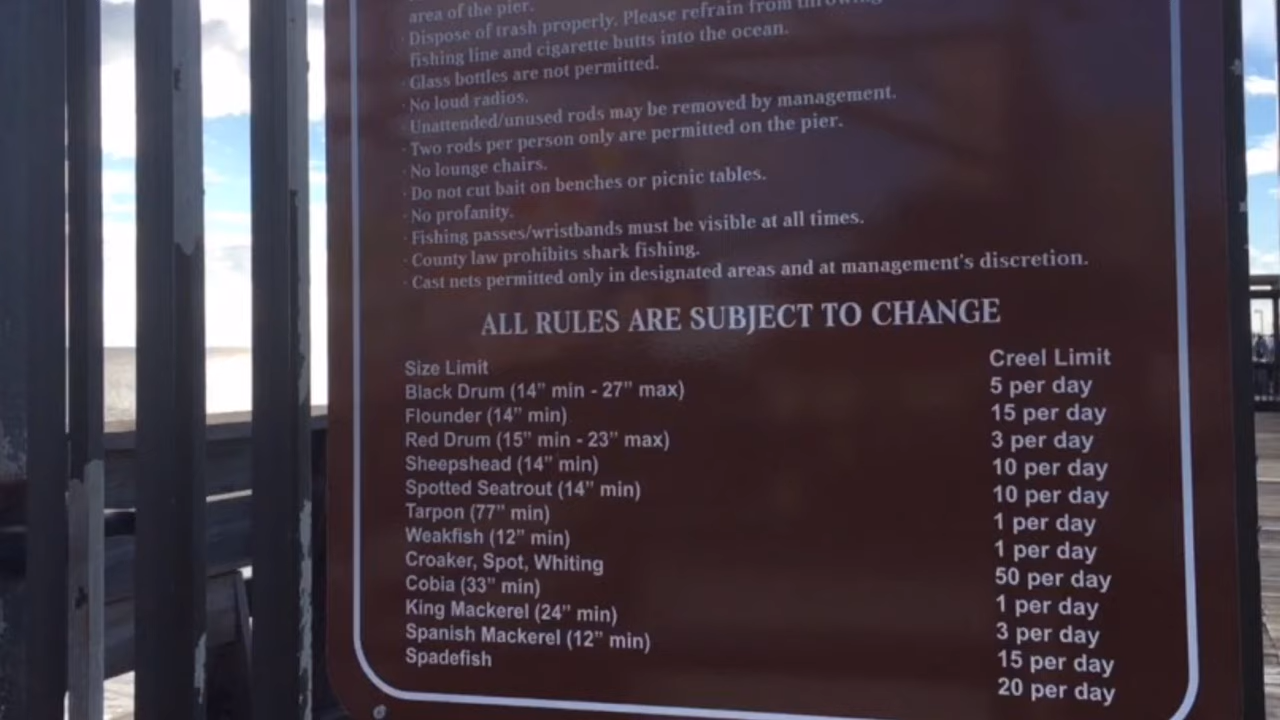 area of the pier.
· Dispose of trash properly. Please refrain from throwing
fishing line and cigarette butts into the ocean.
· Glass bottles are not permitted.
· No loud radios.
· Unattended/unused rods may be removed by management.
· Two rods per person only are permitted on the pier.
· No lounge chairs.
· Do not cut bait on benches or picnic tables.
· No profanity.
· Fishing passes/wristbands must be visible at all times.
· County law prohibits shark fishing.
· Cast nets permitted only in designated areas and at management's discretion.
ALL RULES ARE SUBJECT TO CHANGE
Size Limit Creel Limit
Black Drum (14” min - 27” max) 5 per day
Flounder (14” min) 15 per day
Red Drum (15” min - 23” max) 3 per day
Sheepshead (14” min) 10 per day
Spotted Seatrout (14” min) 10 per day
Tarpon (77” min) 1 per day
Weakfish (12” min) 1 per day
Croaker, Spot, Whiting 50 per day
Cobia (33” min) 1 per day
King Mackerel (24” min) 3 per day
Spanish Mackerel (12” min) 15 per day
Spadefish 20 per day